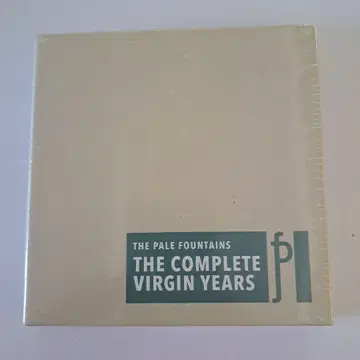 THE PALE FOUNTAINS
THE COMPLETE
VIRGIN YEARS